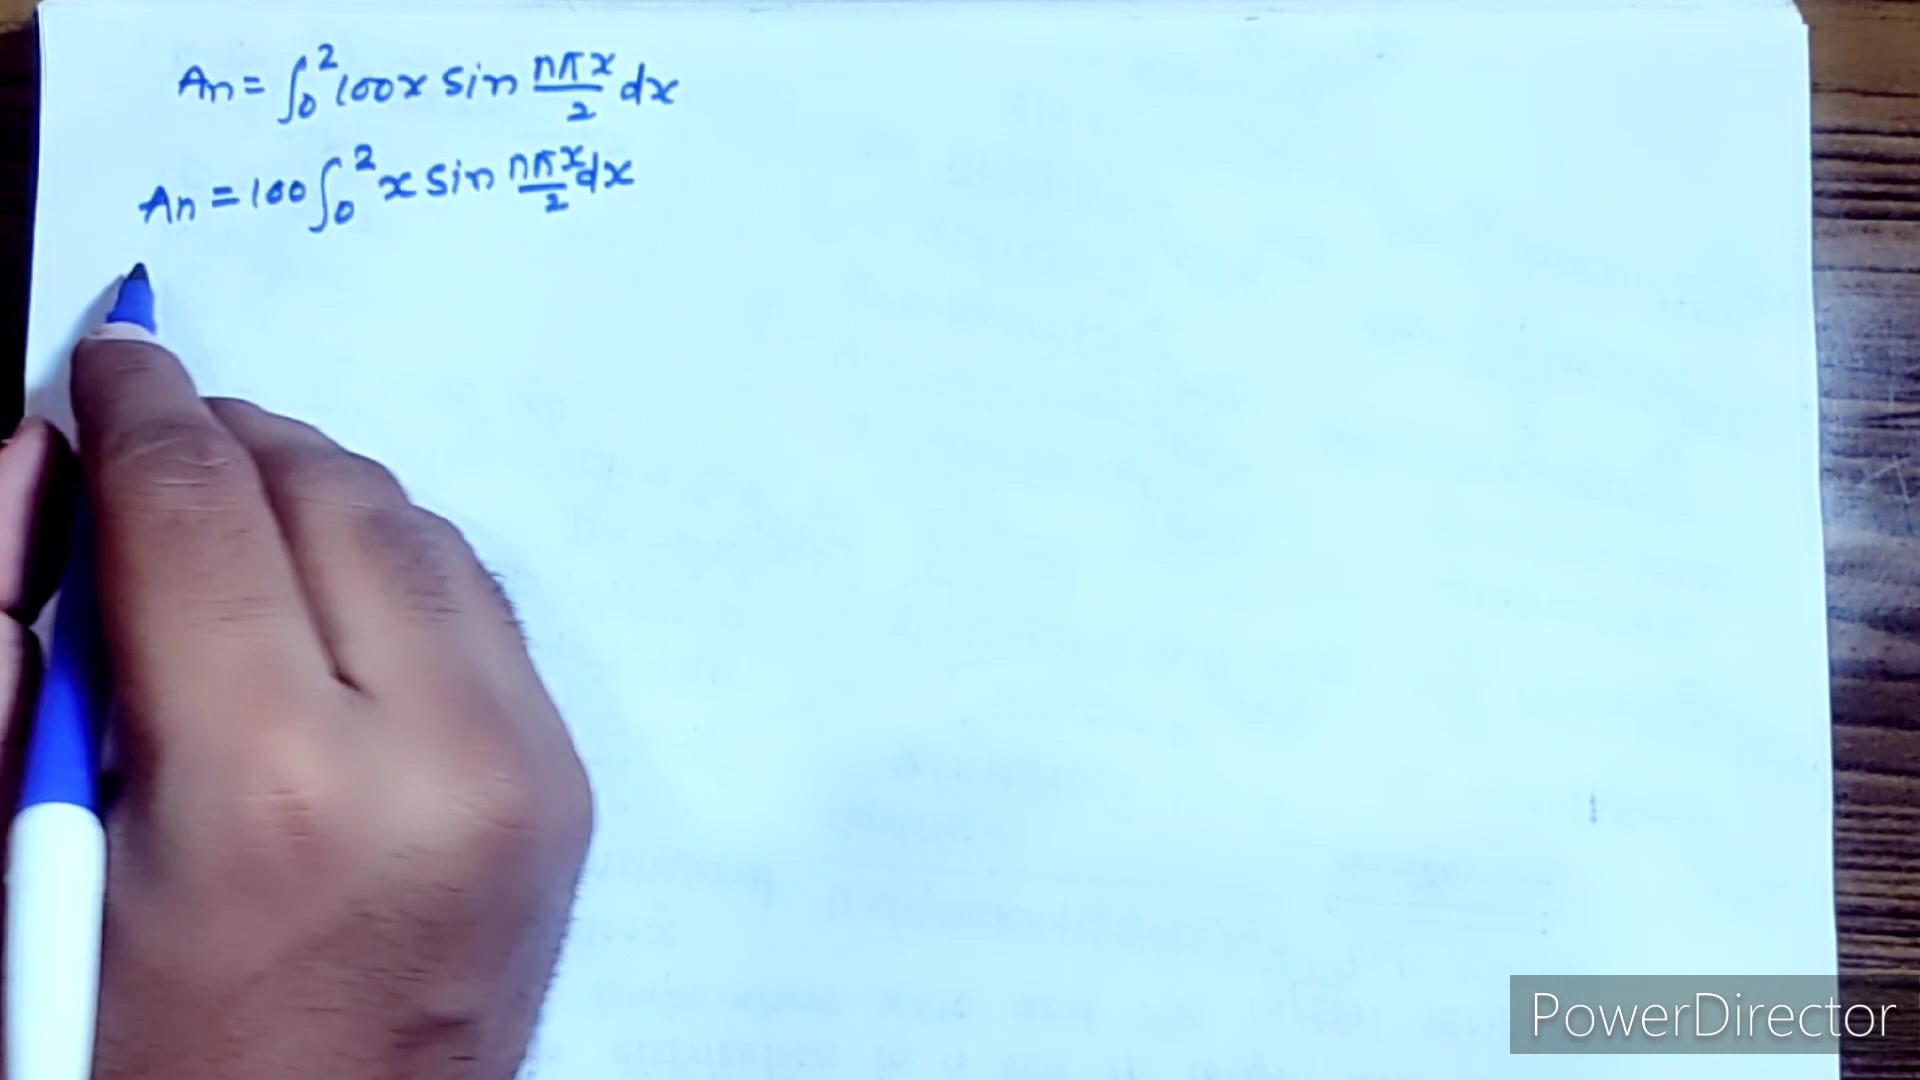 An = ∫₀² 100x sin nπx/2 dx
An = 100 ∫₀² x sin nπx/2 dx
PowerDirector